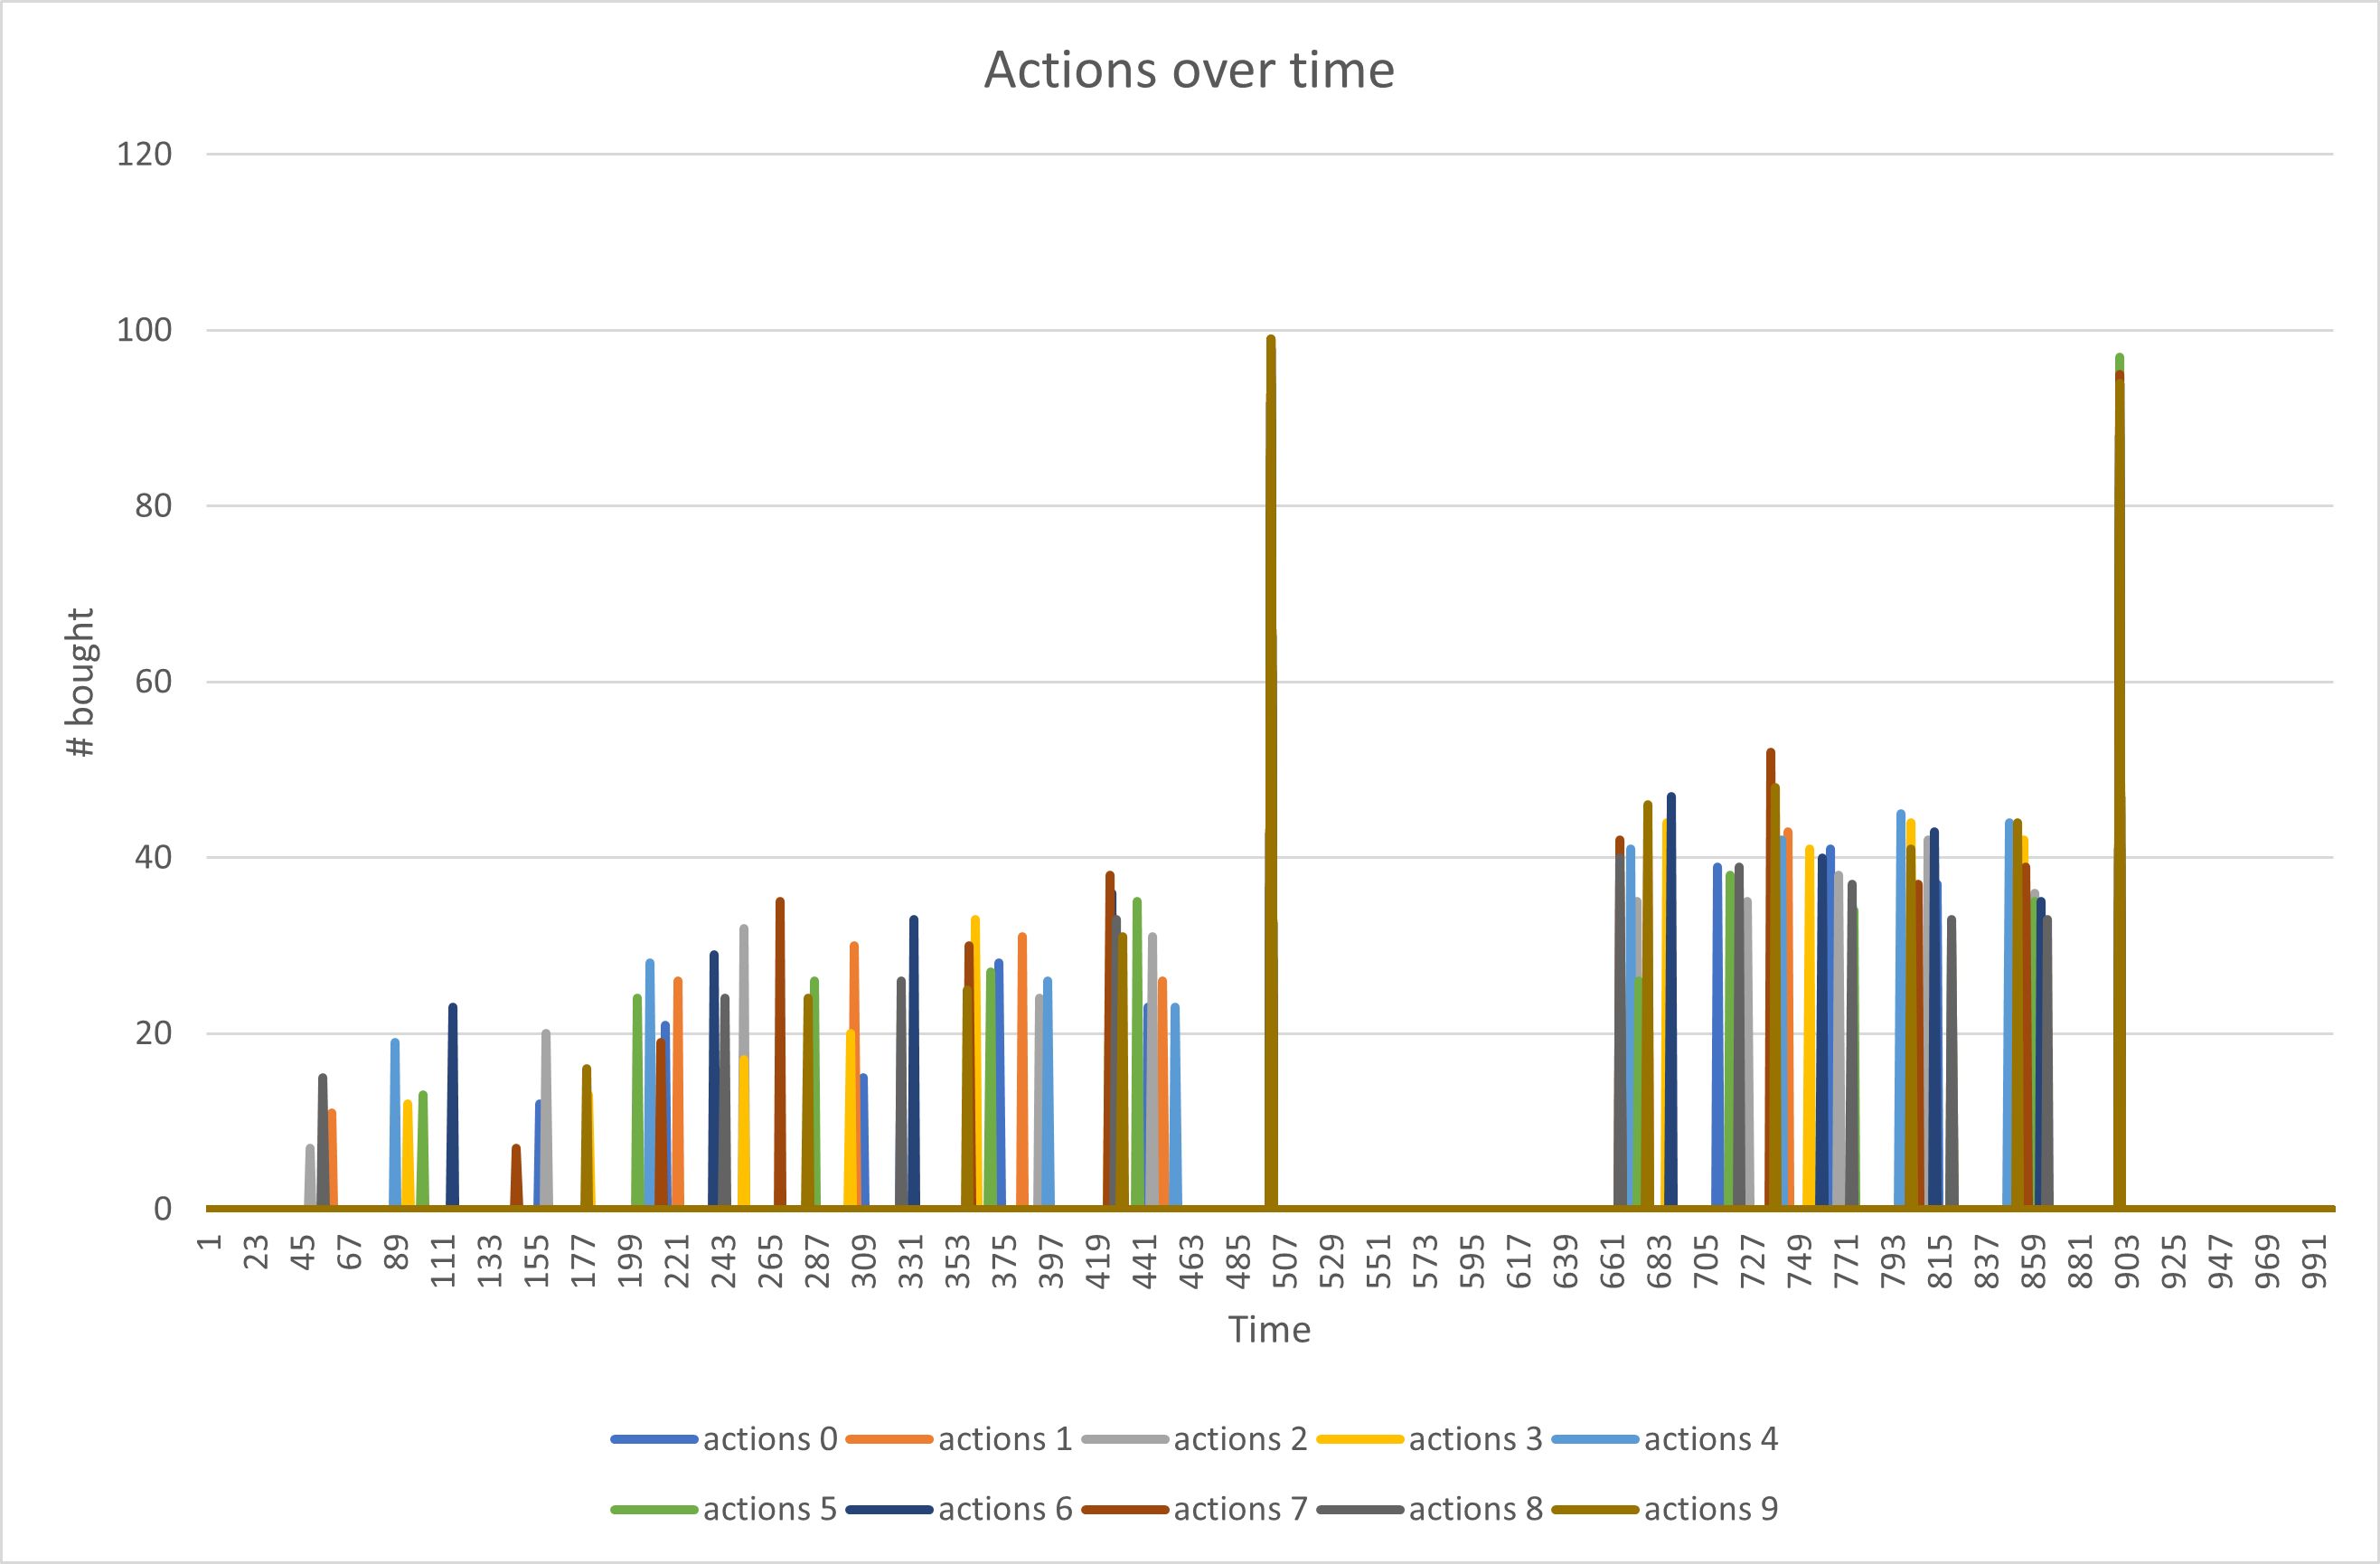 Actions over time
120
100
80
60
40
20
0
# bought
1 23 45 67 89 111 133 155 177 199 221 243 265 287 309 331 353 375 397 419 441 463 485 507 529 551 573 595 617 639 661 683 705 727 749 771 793 815 837 859 881 903 925 947 969 991
Time
actions 0 actions 1 actions 2 actions 3 actions 4
actions 5 actions 6 actions 7 actions 8 actions 9